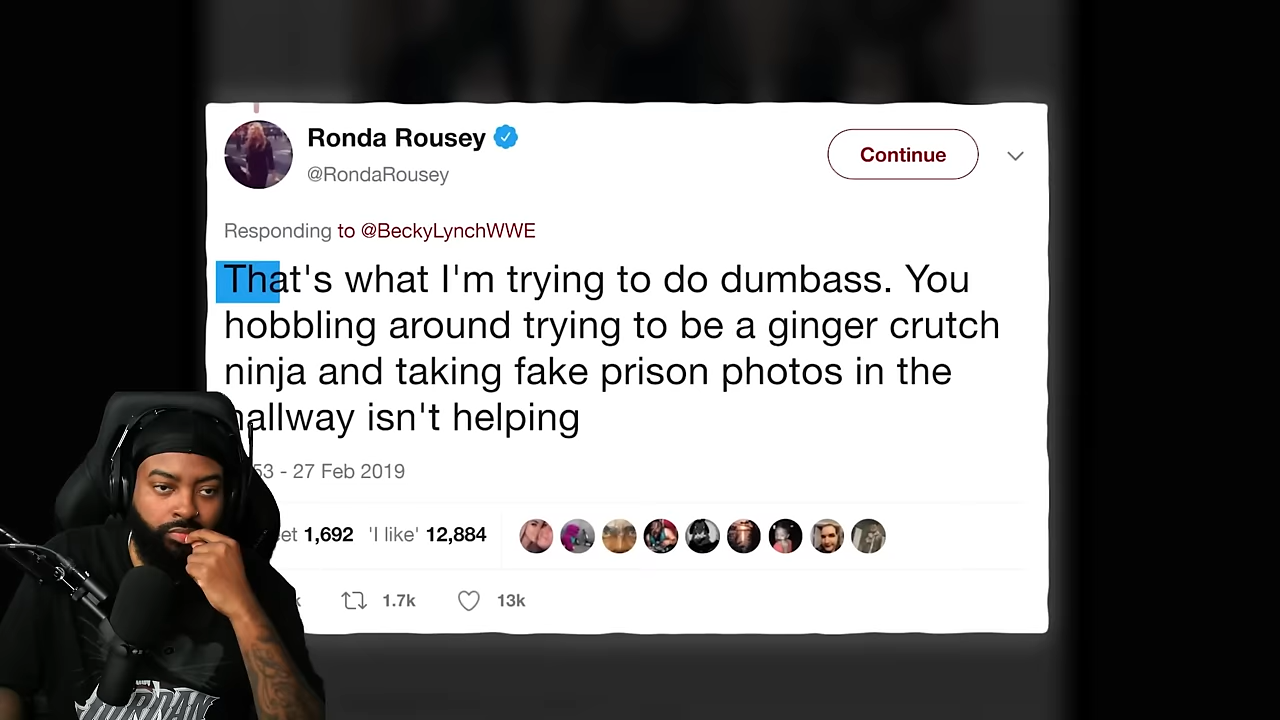 Ronda Rousey
@RondaRousey
Continue
Responding to @BeckyLynchWWE
That's what I'm trying to do dumbass. You
hobbling around trying to be a ginger crutch
ninja and taking fake prison photos in the
hallway isn't helping
53 - 27 Feb 2019
et 1,692 'I like' 12,884
1.7k 13k
JORDAN